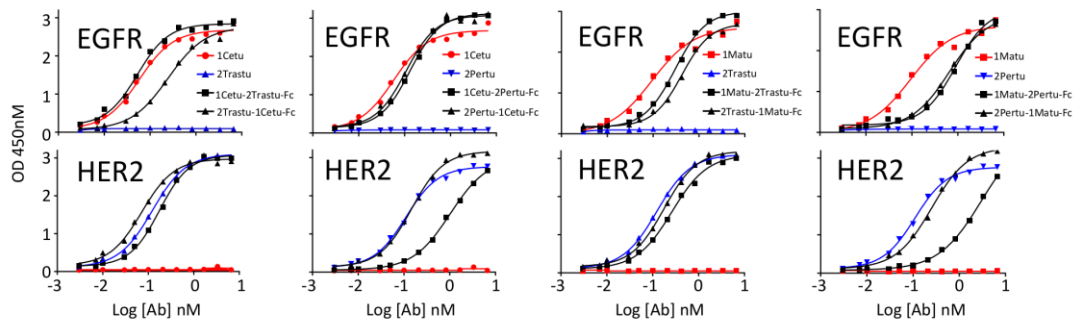 OD 450nM
3
2
1
0
EGFR
1Cetu
2Trastu
1Cetu-2Trastu-Fc
2Trastu-1Cetu-Fc
EGFR
1Cetu
2Pertu
1Cetu-2Pertu-Fc
2Pertu-1Cetu-Fc
EGFR
1Matu
2Trastu
1Matu-2Trastu-Fc
2Trastu-1Matu-Fc
EGFR
1Matu
2Pertu
1Matu-2Pertu-Fc
2Pertu-1Matu-Fc
3
2
1
0
HER2
HER2
HER2
HER2
-3 -2 -1 0 1
-3 -2 -1 0 1
-3 -2 -1 0 1
-3 -2 -1 0 1
Log [Ab] nM
Log [Ab] nM
Log [Ab] nM
Log [Ab] nM